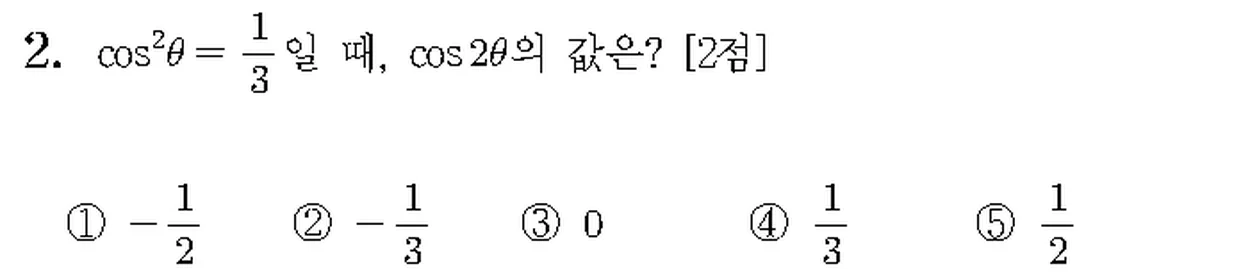 2. cos²θ = 1/3 일 때, cos 2θ의 값은? [2점]
① −1/2 ② −1/3 ③ 0 ④ 1/3 ⑤ 1/2